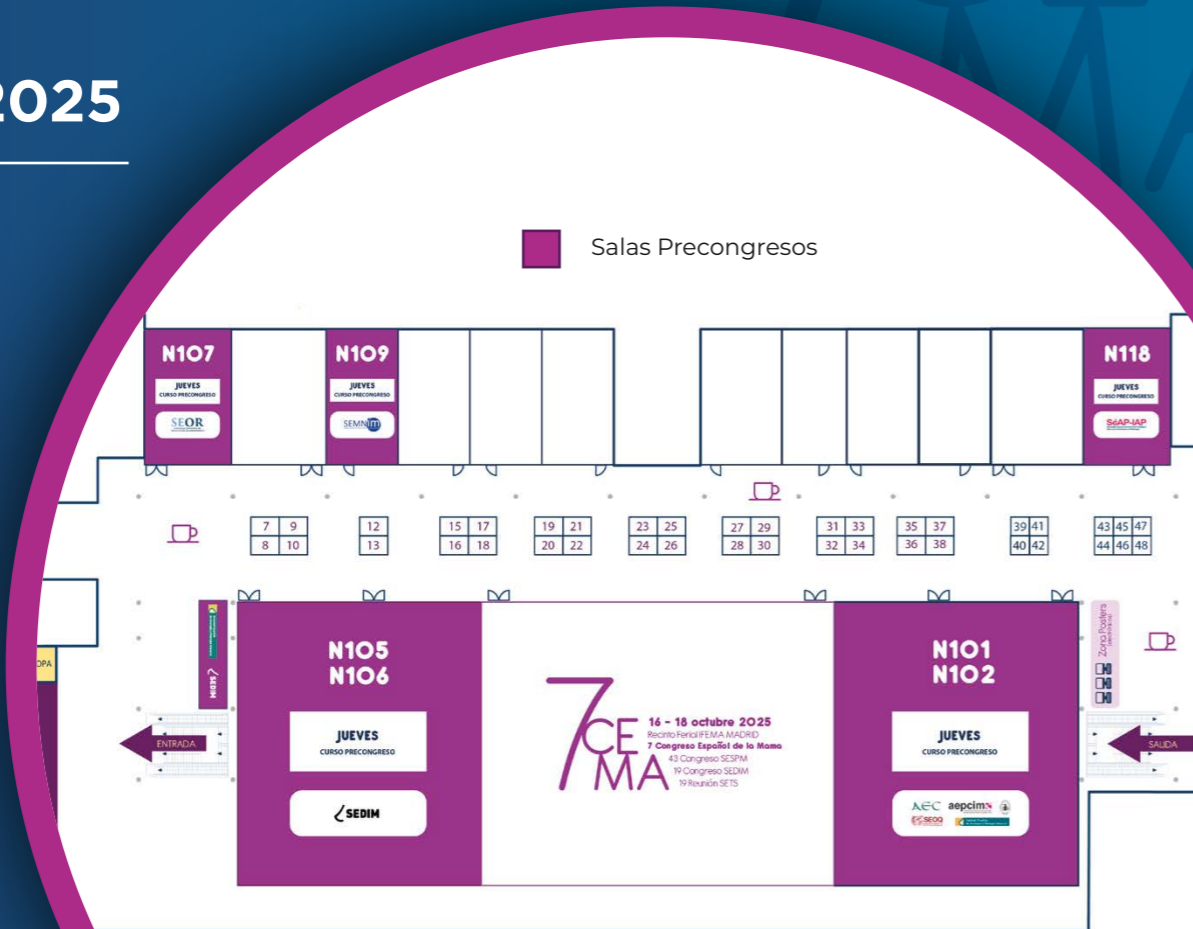 2025
Salas Precongresos
N107
JUEVES
CURSO PRECONGRESO
SEOR
N109
JUEVES
CURSO PRECONGRESO
SEMNim
N118
JUEVES
CURSO PRECONGRESO
SEAP-IAP
7 9
8 10
12
13
15 17
16 18
19 21
20 22
23 25
24 26
27 29
28 30
31 33
32 34
35 37
36 38
39 41
40 42
43 45 47
44 46 48
SEDIM
OPA
ENTRADA
N105
N106
JUEVES
CURSO PRECONGRESO
SEDIM
7 CEMA
16 - 18 octubre 2025
Recinto Ferial IFEMA MADRID
7 Congreso Español de la Mama
43 Congreso SESPM
19 Congreso SEDIM
19 Reunión SETS
N101
N102
JUEVES
CURSO PRECONGRESO
AEC aepcima
SEOQ
Zona Posters
SALIDA